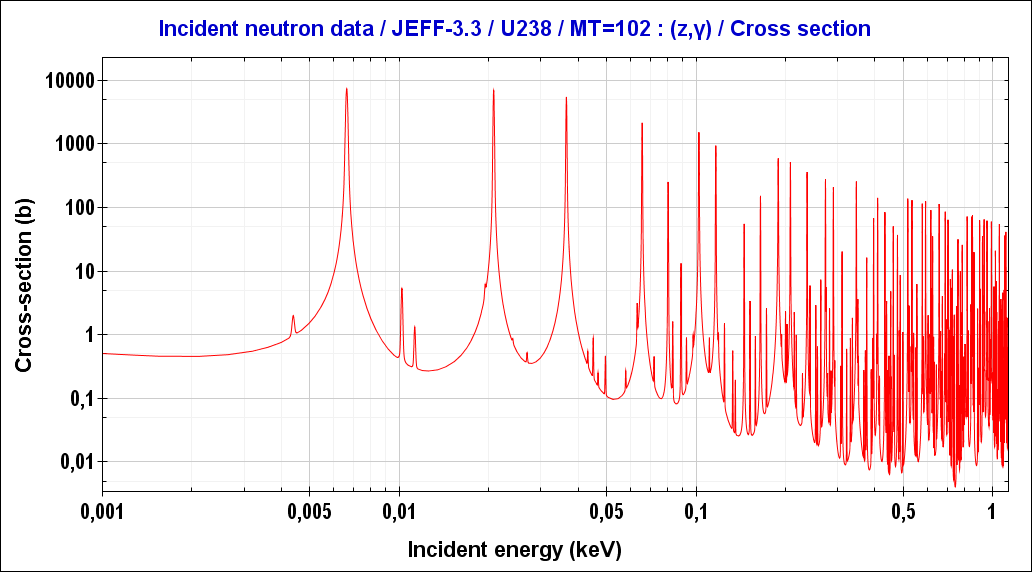 Incident neutron data / JEFF-3.3 / U238 / MT=102 : (z,γ) / Cross section
10000
1000
100
10
1
0,1
0,01
Cross-section (b)
0,001 0,005 0,01 0,05 0,1 0,5 1
Incident energy (keV)